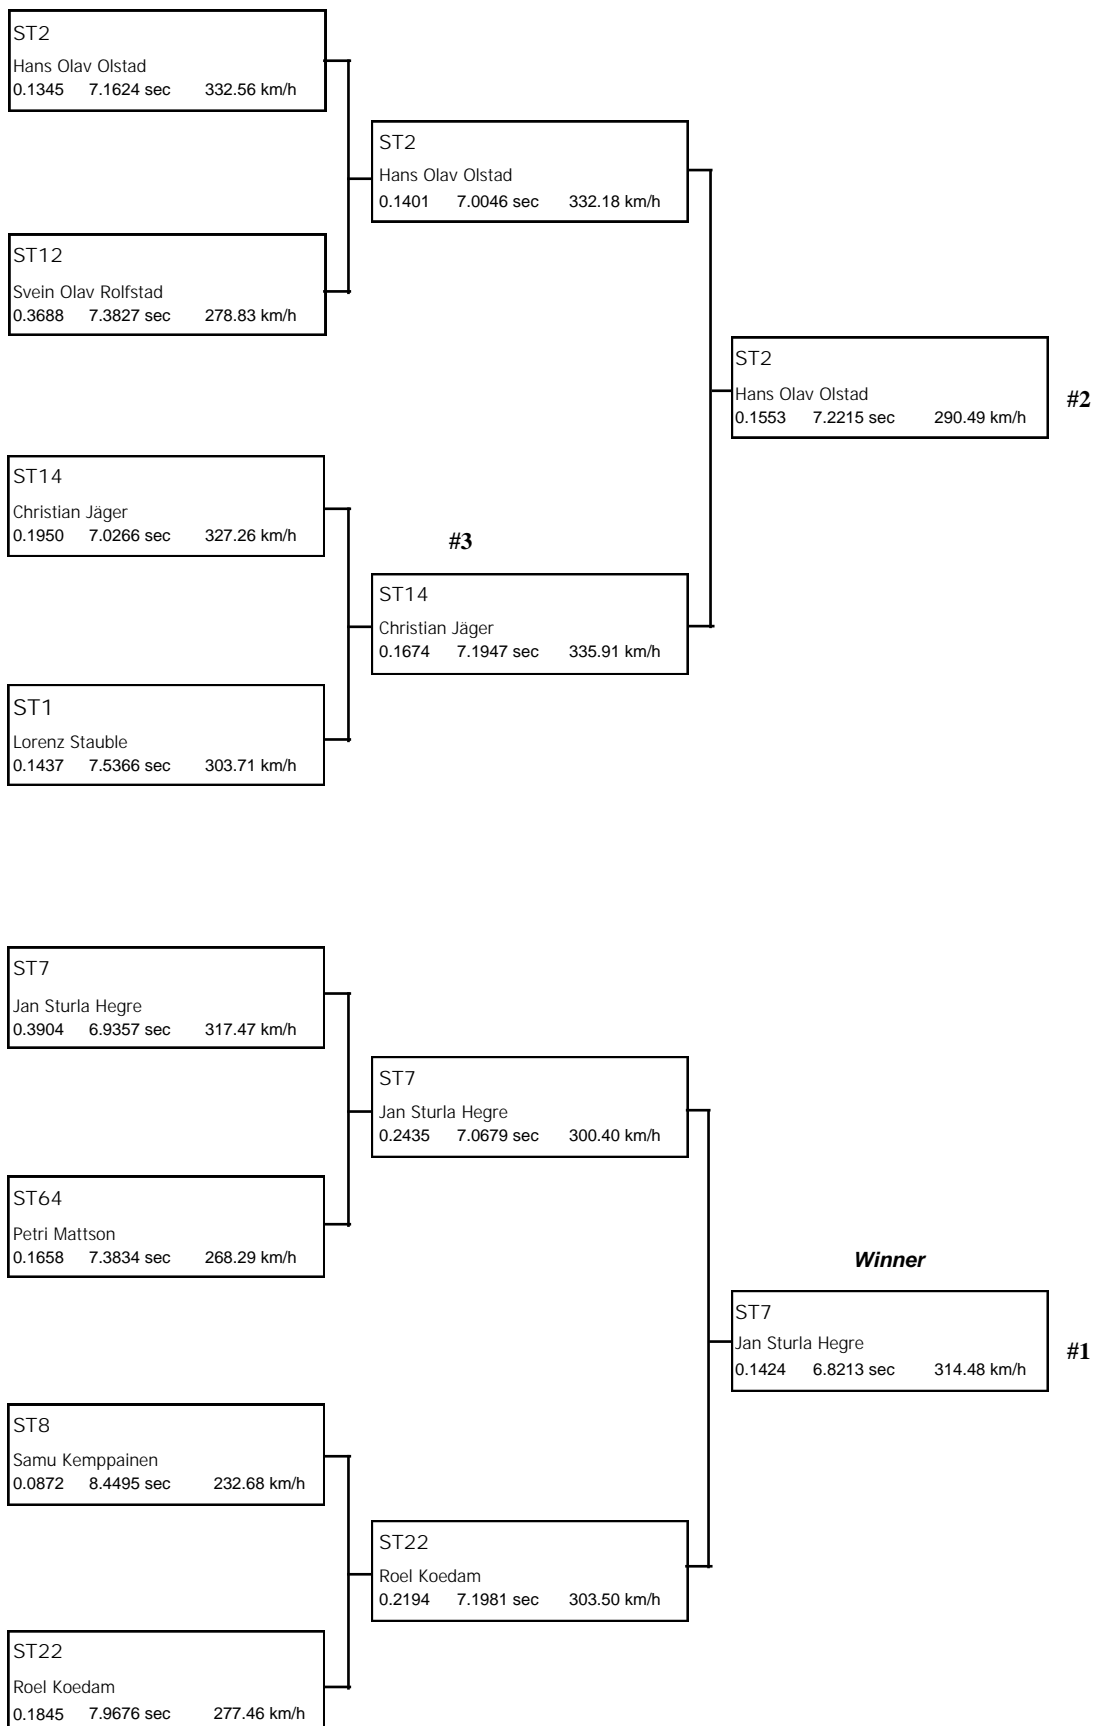 ST2
Hans Olav Olstad
0.1345 7.1624 sec 332.56 km/h
ST2
Hans Olav Olstad
0.1401 7.0046 sec 332.18 km/h
ST12
Svein Olav Rolfstad
0.3688 7.3827 sec 278.83 km/h
ST2
Hans Olav Olstad
0.1553 7.2215 sec 290.49 km/h
#2
ST14
Christian Jäger
0.1950 7.0266 sec 327.26 km/h
#3
ST14
Christian Jäger
0.1674 7.1947 sec 335.91 km/h
ST1
Lorenz Stauble
0.1437 7.5366 sec 303.71 km/h
ST7
Jan Sturla Hegre
0.3904 6.9357 sec 317.47 km/h
ST7
Jan Sturla Hegre
0.2435 7.0679 sec 300.40 km/h
ST64
Petri Mattson
0.1658 7.3834 sec 268.29 km/h
Winner
ST7
Jan Sturla Hegre
0.1424 6.8213 sec 314.48 km/h
#1
ST8
Samu Kemppainen
0.0872 8.4495 sec 232.68 km/h
ST22
Roel Koedam
0.2194 7.1981 sec 303.50 km/h
ST22
Roel Koedam
0.1845 7.9676 sec 277.46 km/h